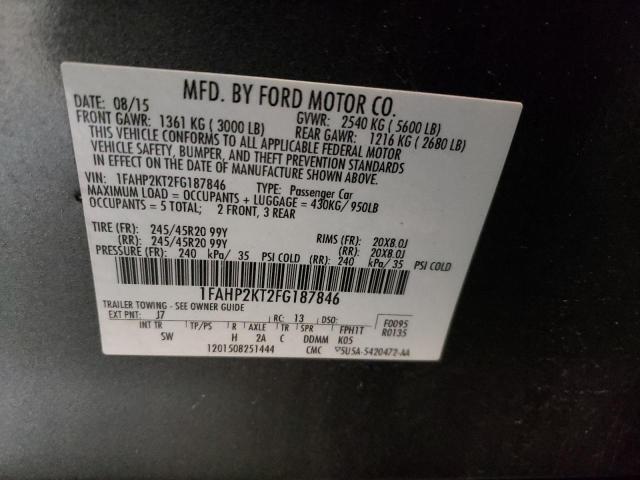 MFD. BY FORD MOTOR CO.
DATE: 08/15 GVWR: 2540 KG ( 5600 LB)
FRONT GAWR: 1361 KG ( 3000 LB) REAR GAWR: 1216 KG ( 2680 LB)
THIS VEHICLE CONFORMS TO ALL APPLICABLE FEDERAL MOTOR
VEHICLE SAFETY, BUMPER, AND THEFT PREVENTION STANDARDS
IN EFFECT ON THE DATE OF MANUFACTURE SHOWN ABOVE.
VIN: 1FAHP2KT2FG187846 TYPE: Passenger Car
MAXIMUM LOAD = OCCUPANTS + LUGGAGE = 430KG/ 950LB
OCCUPANTS = 5 TOTAL; 2 FRONT, 3 REAR
TIRE (FR): 245/45R20 99Y RIMS (FR): 20X8.0J
(RR): 245/45R20 99Y (RR): 20X8.0J
PRESSURE (FR): 240 kPa/ 35 PSI COLD (RR): 240 kPa/ 35 PSI COLD
1FAHP2KT2FG187846
TRAILER TOWING - SEE OWNER GUIDE
EXT PNT: J7 RC: 13 DSO: F0095
INT TR TP/PS R AXLE TR SPR FPH1T R0135
SW H 2A C DDMM K05
1201508251444 CMC 5U5A-5420472-AA